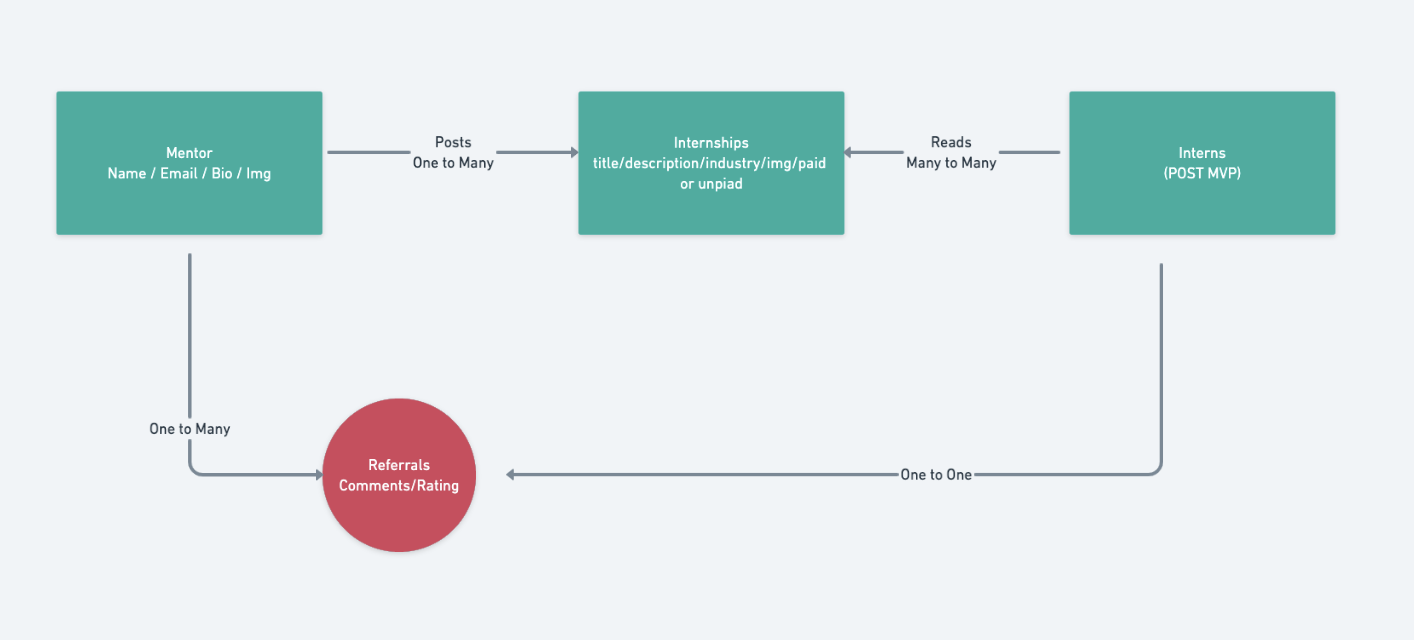 Mentor
Name / Email / Bio / Img
Posts
One to Many
Internships
title/description/industry/img/paid
or unpiad
Reads
Many to Many
Interns
(POST MVP)
One to Many
Referrals
Comments/Rating
One to One